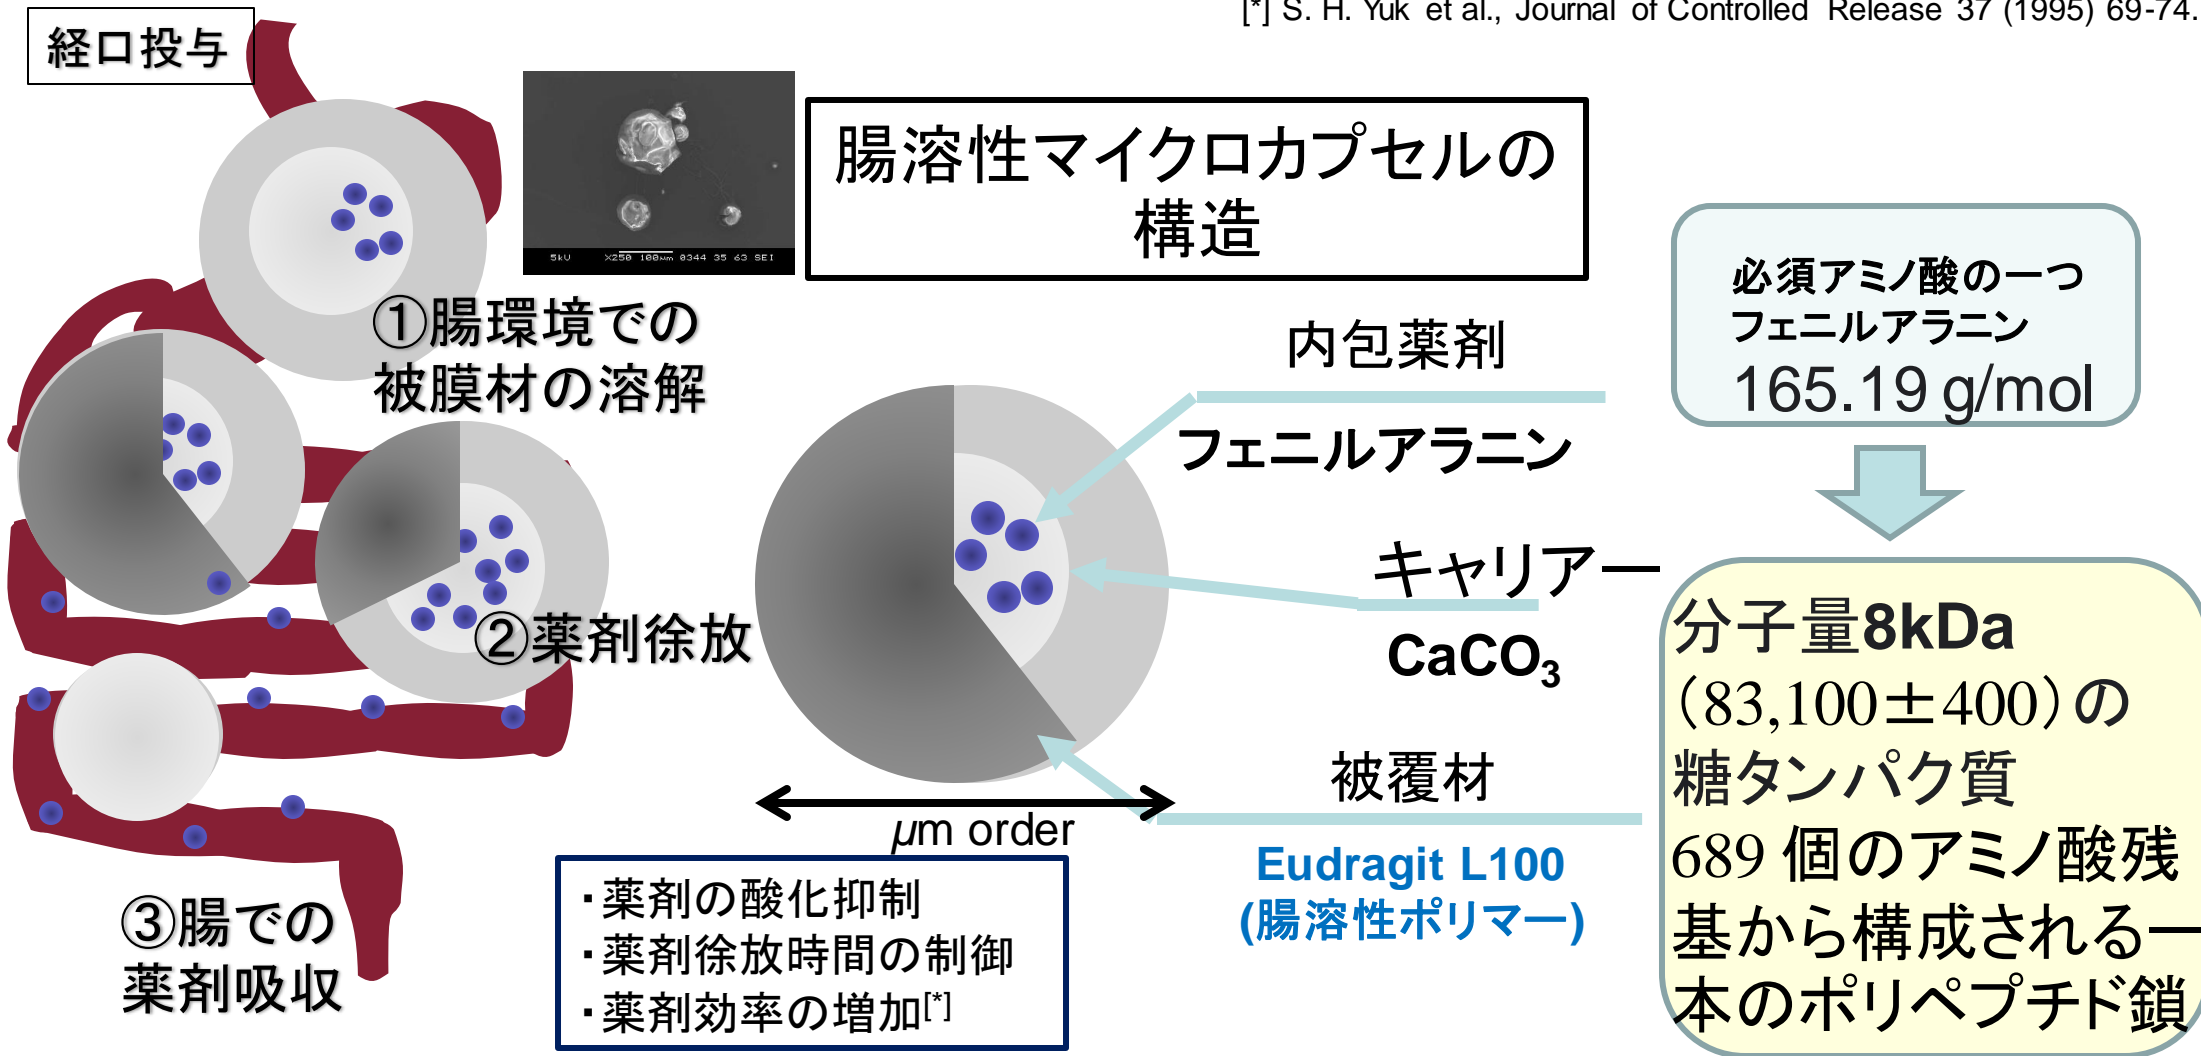 [*] S. H. Yuk et al., Journal of Controlled Release 37 (1995) 69-74.
経口投与
5kU X250 100µm 0344 35 63 SEI
腸溶性マイクロカプセルの
構造
①腸環境での
被膜材の溶解
②薬剤徐放
③腸での
薬剤吸収
内包薬剤
フェニルアラニン
キャリアー
CaCO₃
被覆材
Eudragit L100
(腸溶性ポリマー)
µm order
・薬剤の酸化抑制
・薬剤徐放時間の制御
・薬剤効率の増加[*]
必須アミノ酸の一つ
フェニルアラニン
165.19 g/mol
分子量8kDa
（83,100±400）の
糖タンパク質
689 個のアミノ酸残
基から構成される一
本のポリペプチド鎖